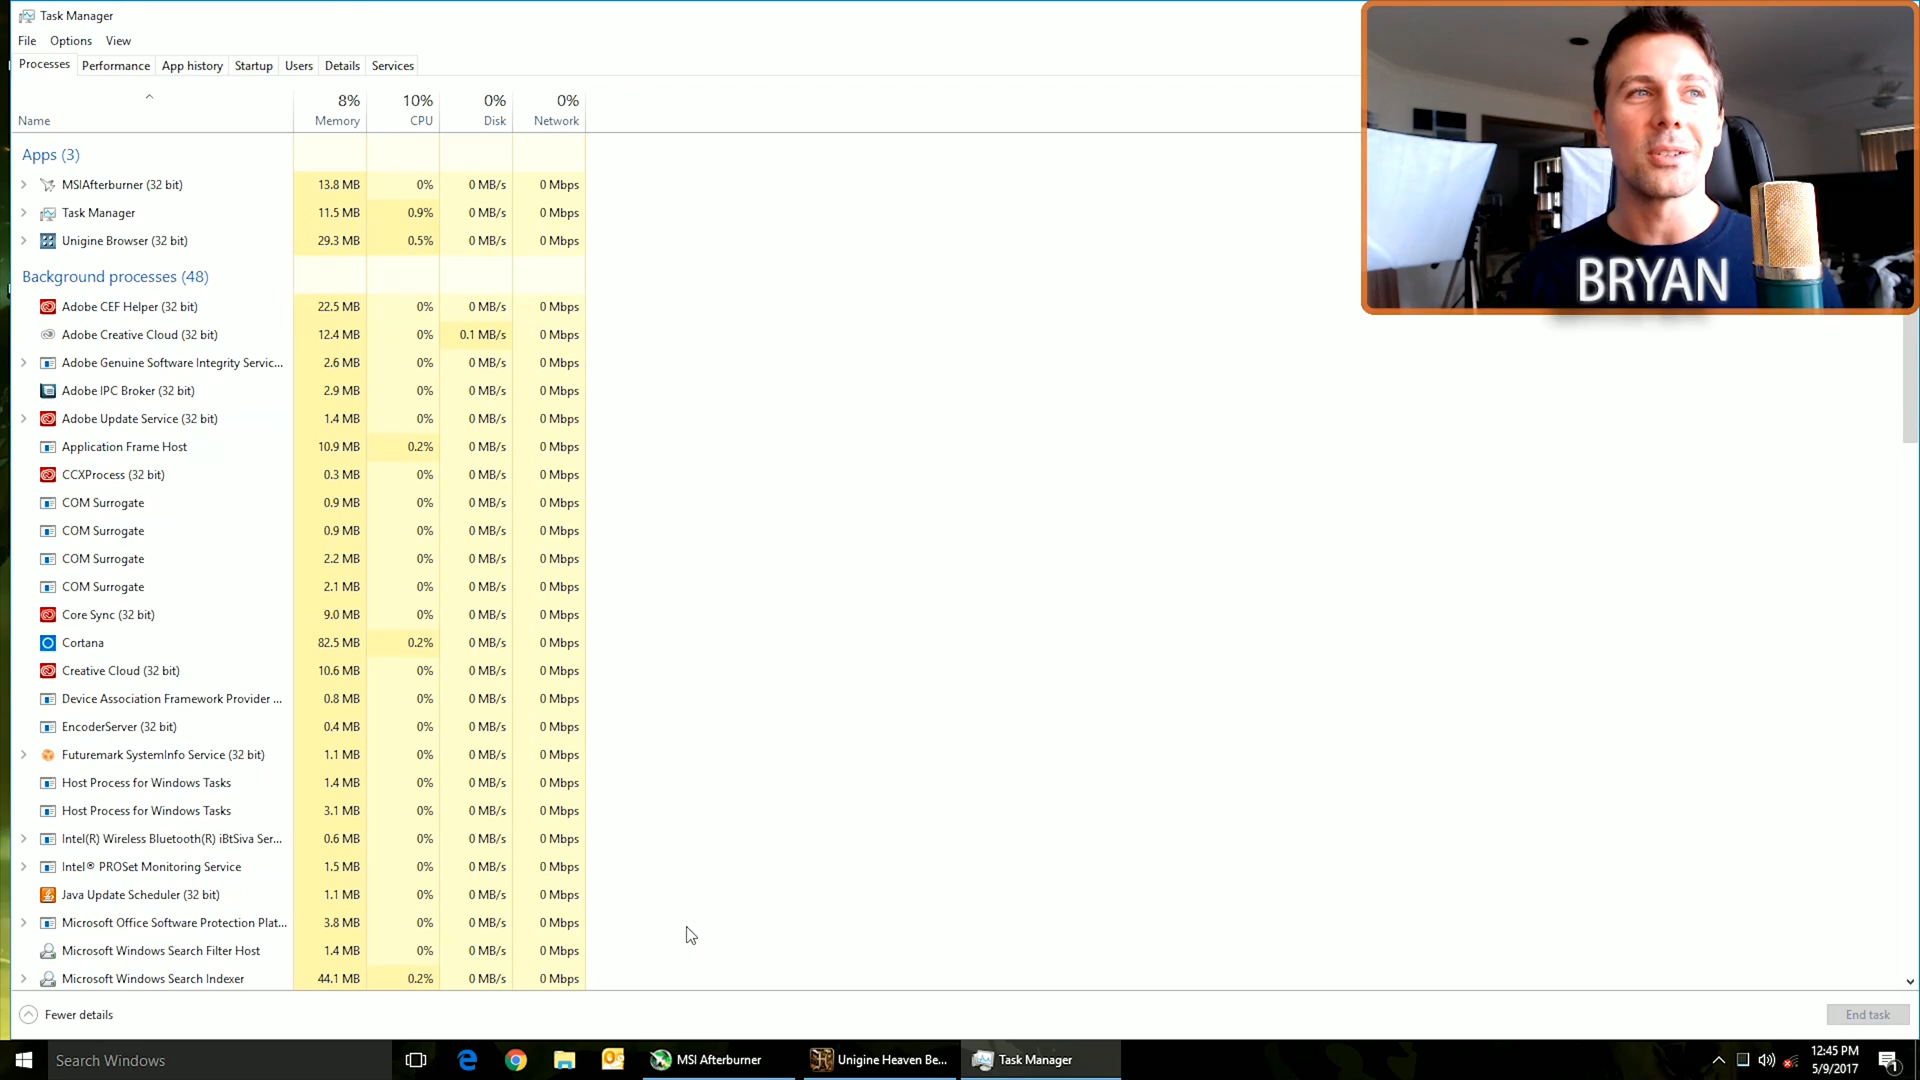 Task Manager
File Options View
Processes Performance App history Startup Users Details Services
8% 10% 0% 0%
Name Memory CPU Disk Network
Apps (3)
MSIAfterburner (32 bit) 13.8 MB 0% 0 MB/s 0 Mbps
Task Manager 11.5 MB 0.9% 0 MB/s 0 Mbps
Unigine Browser (32 bit) 29.3 MB 0.5% 0 MB/s 0 Mbps
Background processes (48)
Adobe CEF Helper (32 bit) 22.5 MB 0% 0 MB/s 0 Mbps
Adobe Creative Cloud (32 bit) 12.4 MB 0% 0.1 MB/s 0 Mbps
Adobe Genuine Software Integrity Servic... 2.6 MB 0% 0 MB/s 0 Mbps
Adobe IPC Broker (32 bit) 2.9 MB 0% 0 MB/s 0 Mbps
Adobe Update Service (32 bit) 1.4 MB 0% 0 MB/s 0 Mbps
Application Frame Host 10.9 MB 0.2% 0 MB/s 0 Mbps
CCXProcess (32 bit) 0.3 MB 0% 0 MB/s 0 Mbps
COM Surrogate 0.9 MB 0% 0 MB/s 0 Mbps
COM Surrogate 0.9 MB 0% 0 MB/s 0 Mbps
COM Surrogate 2.2 MB 0% 0 MB/s 0 Mbps
COM Surrogate 2.1 MB 0% 0 MB/s 0 Mbps
Core Sync (32 bit) 9.0 MB 0% 0 MB/s 0 Mbps
Cortana 82.5 MB 0.2% 0 MB/s 0 Mbps
Creative Cloud (32 bit) 10.6 MB 0% 0 MB/s 0 Mbps
Device Association Framework Provider ... 0.8 MB 0% 0 MB/s 0 Mbps
EncoderServer (32 bit) 0.4 MB 0% 0 MB/s 0 Mbps
Futuremark SystemInfo Service (32 bit) 1.1 MB 0% 0 MB/s 0 Mbps
Host Process for Windows Tasks 1.4 MB 0% 0 MB/s 0 Mbps
Host Process for Windows Tasks 3.1 MB 0% 0 MB/s 0 Mbps
Intel(R) Wireless Bluetooth(R) iBtSiva Ser... 0.6 MB 0% 0 MB/s 0 Mbps
Intel® PROSet Monitoring Service 1.5 MB 0% 0 MB/s 0 Mbps
Java Update Scheduler (32 bit) 1.1 MB 0% 0 MB/s 0 Mbps
Microsoft Office Software Protection Plat... 3.8 MB 0% 0 MB/s 0 Mbps
Microsoft Windows Search Filter Host 1.4 MB 0% 0 MB/s 0 Mbps
Microsoft Windows Search Indexer 44.1 MB 0.2% 0 MB/s 0 Mbps
BRYAN
Fewer details End task
Search Windows MSI Afterburner Unigine Heaven Be... Task Manager 12:45 PM
5/9/2017 1